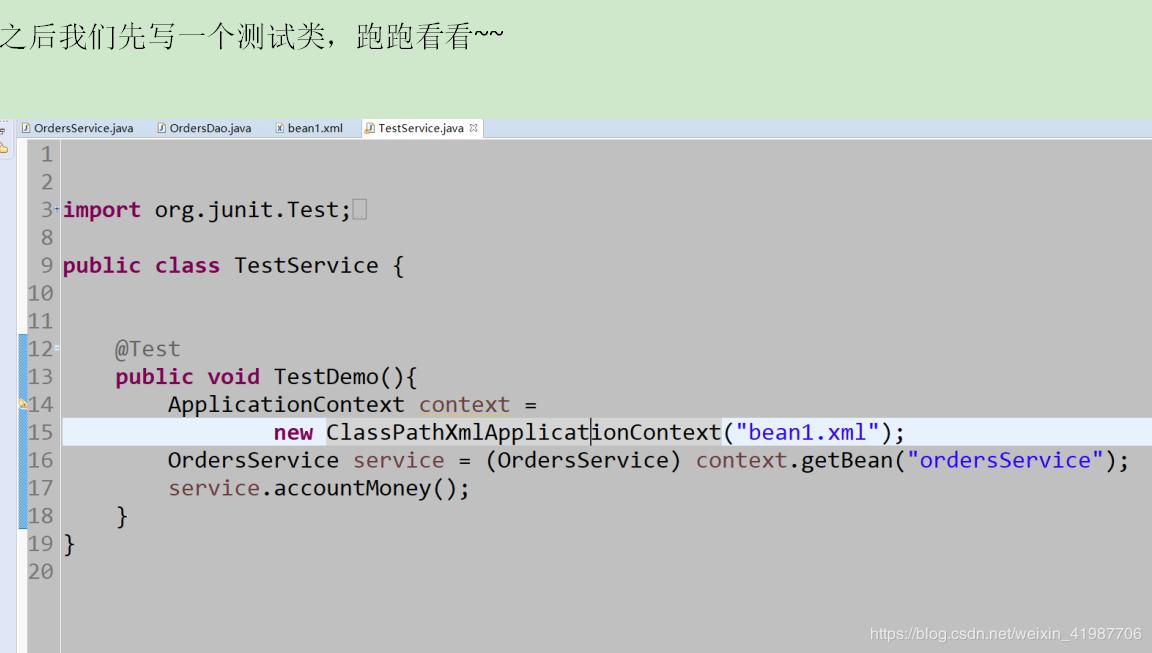 之后我们先写一个测试类，跑跑看看~~
OrdersService.java OrdersDao.java bean1.xml TestService.java
1
2
3 import org.junit.Test;
8
9 public class TestService {
10
11
12 @Test
13 public void TestDemo(){
14 ApplicationContext context =
15 new ClassPathXmlApplicationContext("bean1.xml");
16 OrdersService service = (OrdersService) context.getBean("ordersService");
17 service.accountMoney();
18 }
19 }
20
https://blog.csdn.net/weixin_41987706